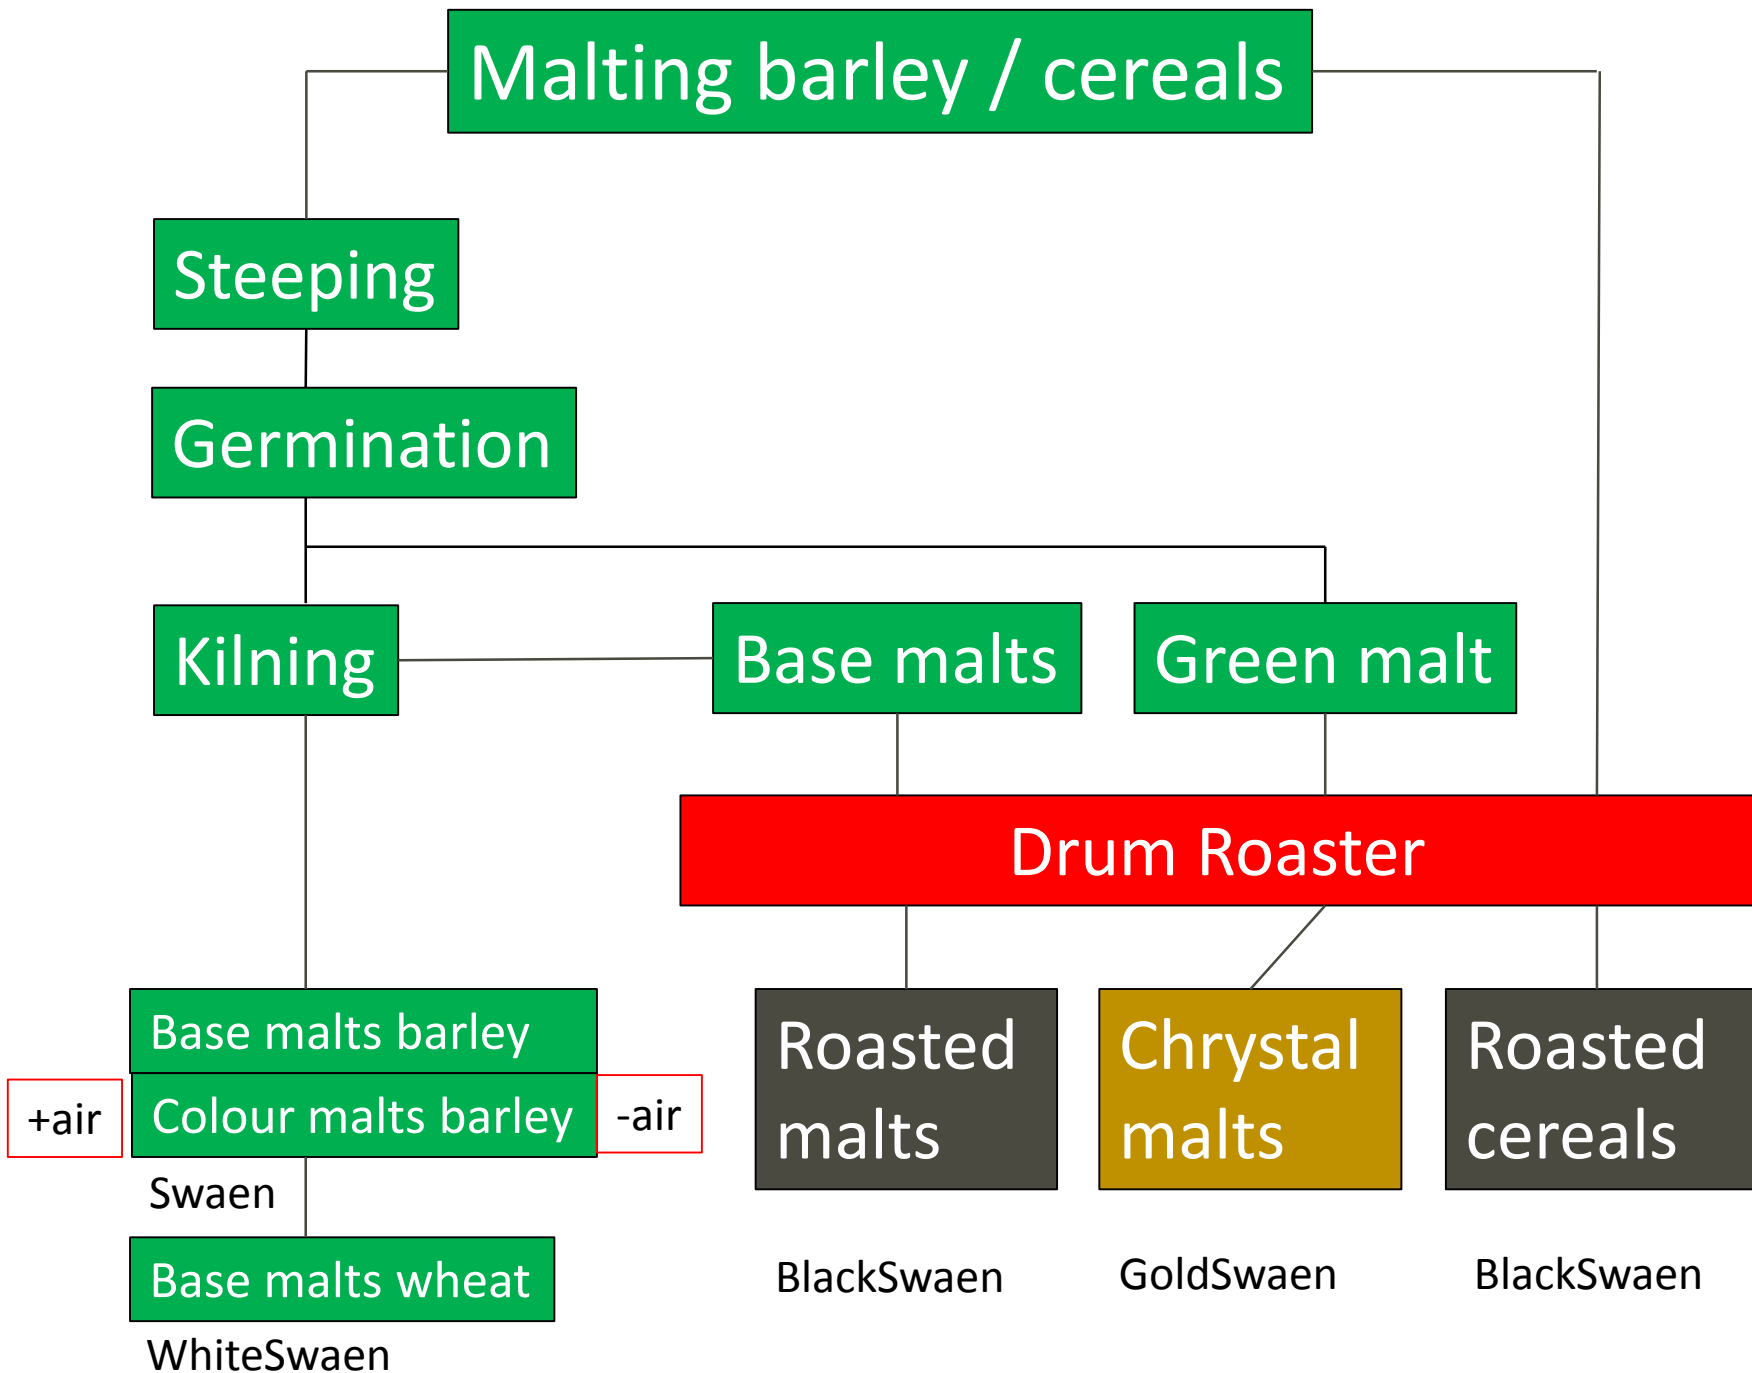 Malting barley / cereals
Steeping
Germination
Kilning
Base malts
Green malt
Drum Roaster
Base malts barley
+air
Colour malts barley
-air
Swaen
Base malts wheat
WhiteSwaen
Roasted
malts
BlackSwaen
Chrystal
malts
GoldSwaen
Roasted
cereals
BlackSwaen